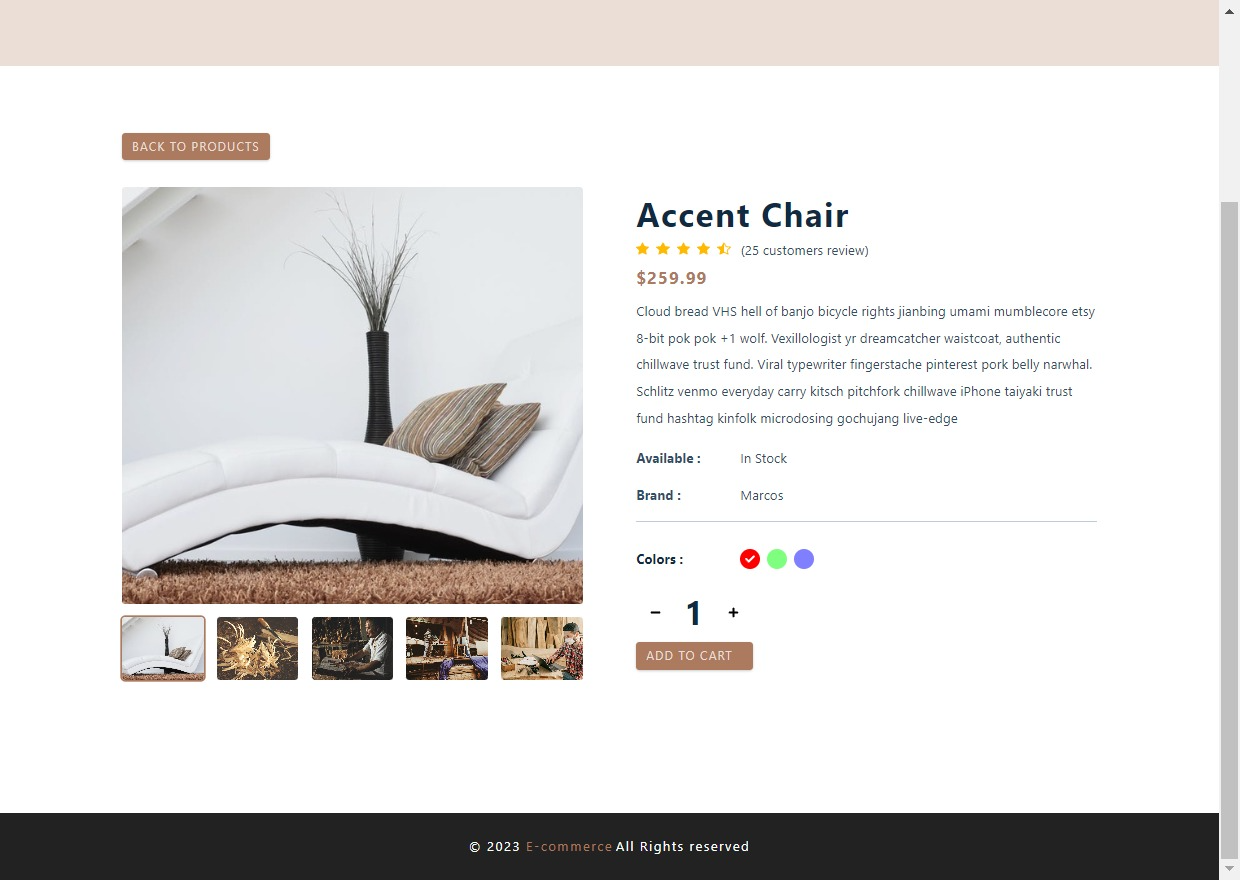 BACK TO PRODUCTS
Accent Chair
(25 customers review)
$259.99
Cloud bread VHS hell of banjo bicycle rights jianbing umami mumblecore etsy
8-bit pok pok +1 wolf. Vexillologist yr dreamcatcher waistcoat, authentic
chillwave trust fund. Viral typewriter fingerstache pinterest pork belly narwhal.
Schlitz venmo everyday carry kitsch pitchfork chillwave iPhone taiyaki trust
fund hashtag kinfolk microdosing gochujang live-edge
Available : In Stock
Brand : Marcos
Colors :
− 1 +
ADD TO CART
© 2023 E-commerce All Rights reserved